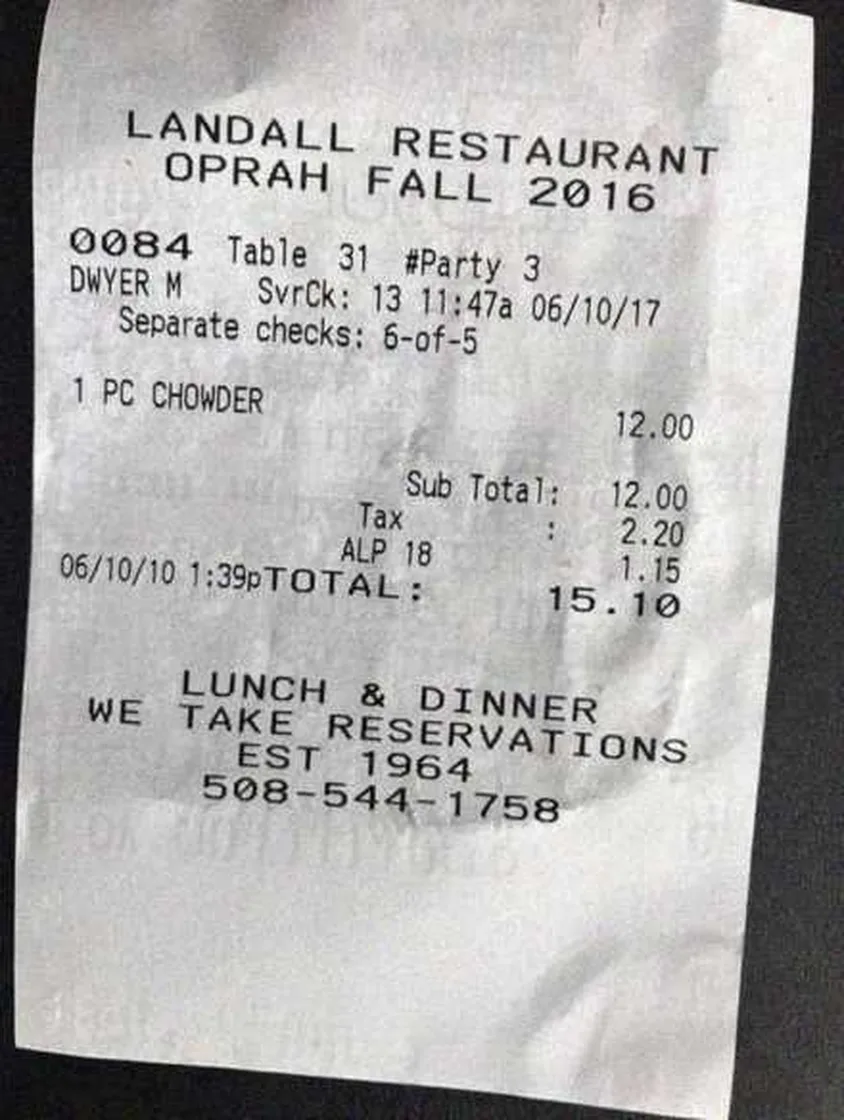 LANDALL RESTAURANT
OPRAH FALL 2016
0084 Table 31 #Party 3
DWYER M SvrCk: 13 11:47a 06/10/17
Separate checks: 6-of-5
1 PC CHOWDER 12.00
Sub Total: 12.00
Tax : 2.20
ALP 18 1.15
06/10/10 1:39pTOTAL: 15.10
LUNCH & DINNER
WE TAKE RESERVATIONS
EST 1964
508-544-1758